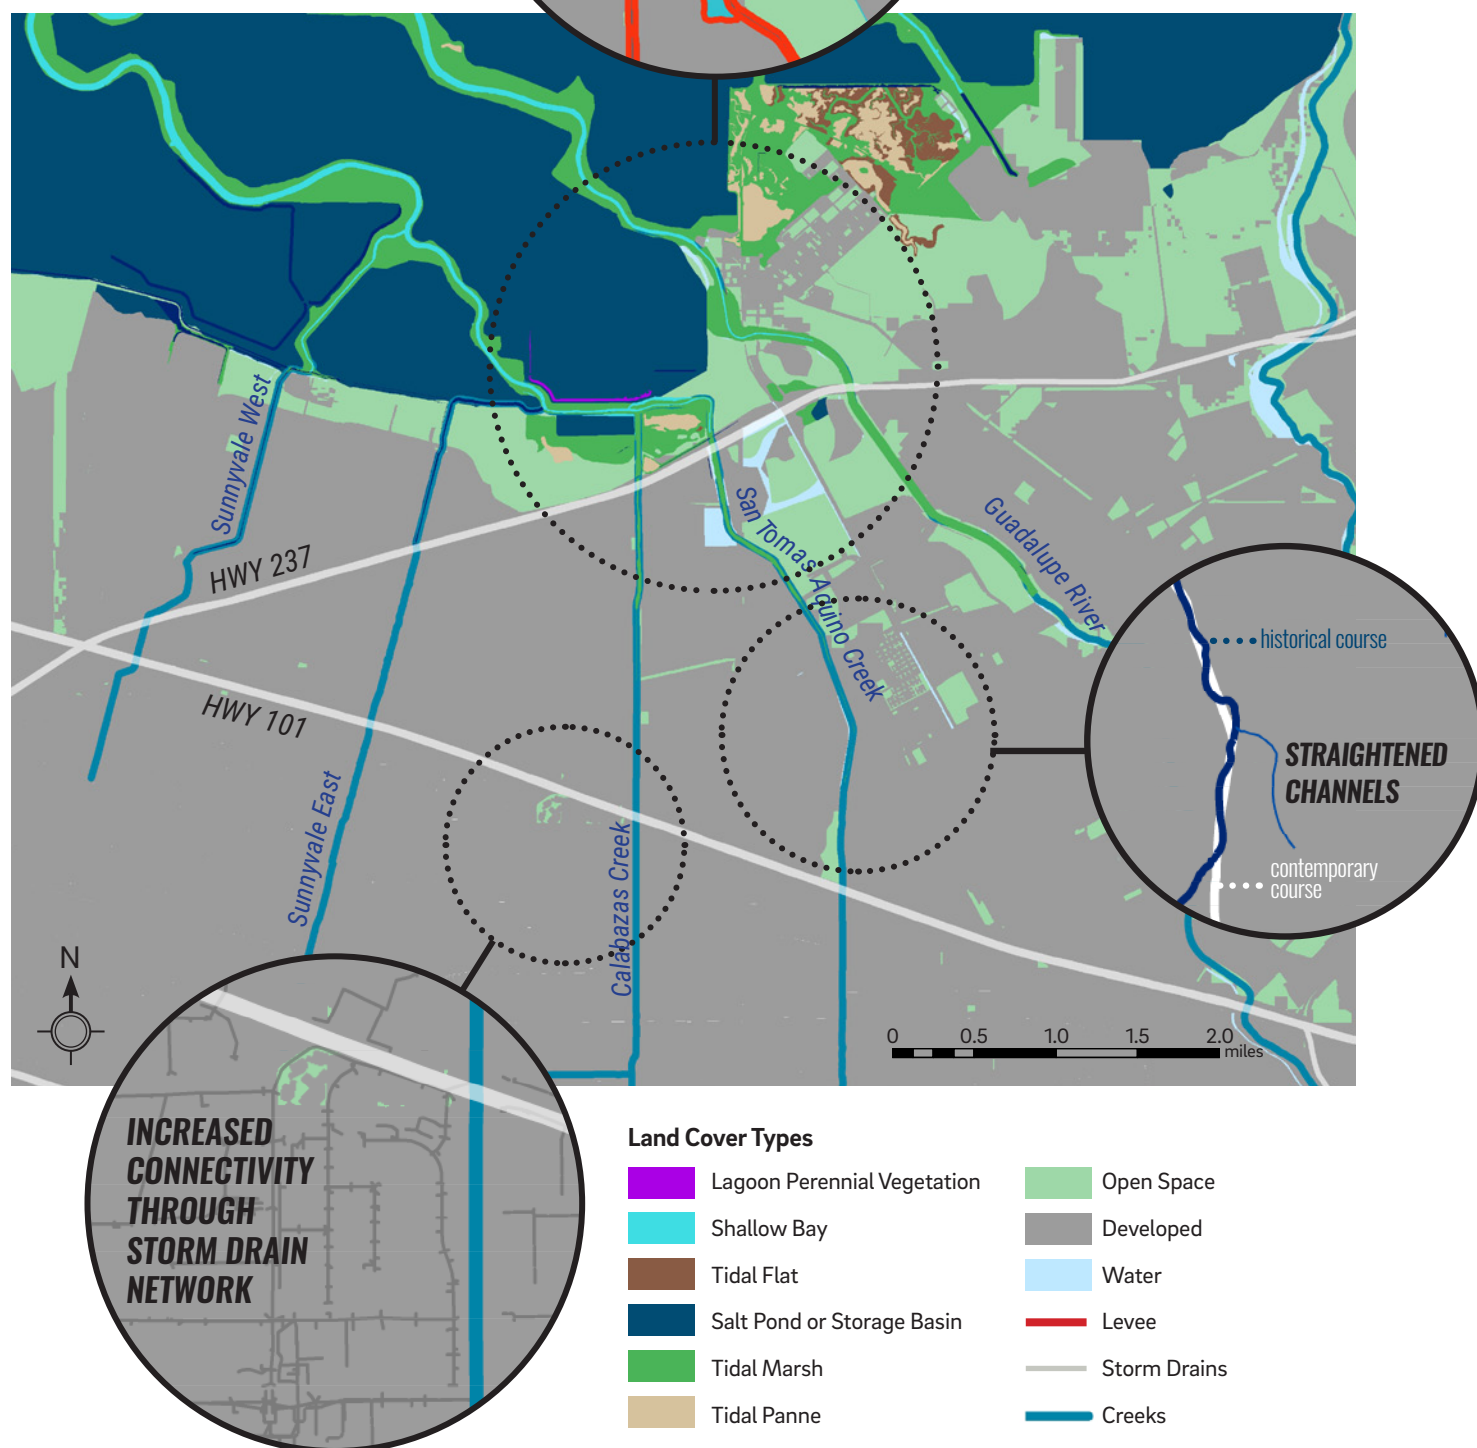 Sunnyvale West
HWY 237
San Tomas Aquino Creek
Guadalupe River
historical course
STRAIGHTENED
CHANNELS
contemporary
course
HWY 101
Sunnyvale East
Calabazas Creek
N
0 0.5 1.0 1.5 2.0
miles
INCREASED
CONNECTIVITY
THROUGH
STORM DRAIN
NETWORK
Land Cover Types
Lagoon Perennial Vegetation
Shallow Bay
Tidal Flat
Salt Pond or Storage Basin
Tidal Marsh
Tidal Panne
Open Space
Developed
Water
Levee
Storm Drains
Creeks